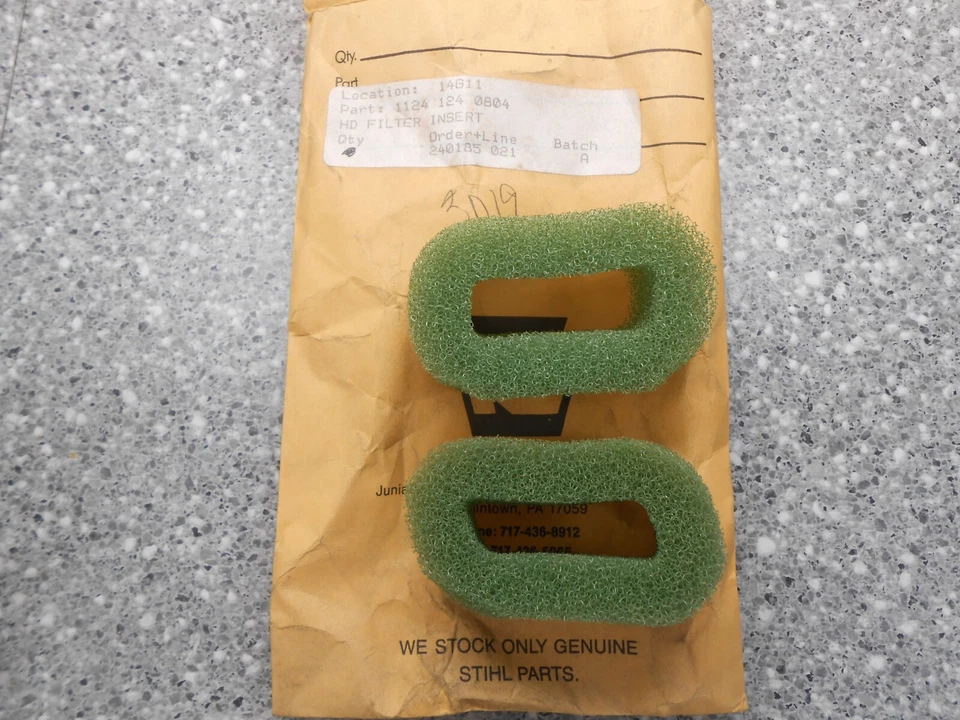 Qty.
Part
Location: 14G11
Part: 1124 124 0804
HD FILTER INSERT
Qty Order+Line Batch
240185 021 A
Junia
intown, PA 17059
ne: 717-436-8912
WE STOCK ONLY GENUINE
STIHL PARTS.